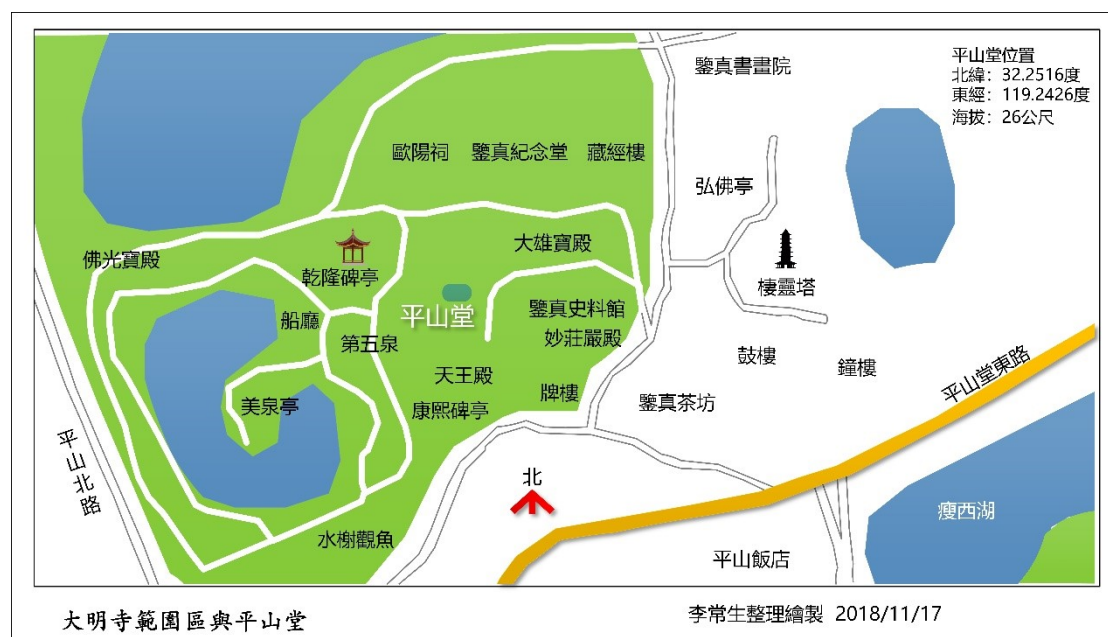 鑒真書畫院
平山堂位置
北緯：32.2516度
東經：119.2426度
海拔：26公尺
歐陽祠
鑒真紀念堂
藏經樓
弘佛亭
大雄寶殿
佛光寶殿
乾隆碑亭
棲靈塔
船廳
平山堂
鑒真史料館
妙莊嚴殿
第五泉
鼓樓
鐘樓
平山堂東路
天王殿
牌樓
美泉亭
康熙碑亭
鑒真茶坊
平山北路
北
瘦西湖
水榭觀魚
平山飯店
大明寺範圍區與平山堂
李常生整理繪製 2018/11/17